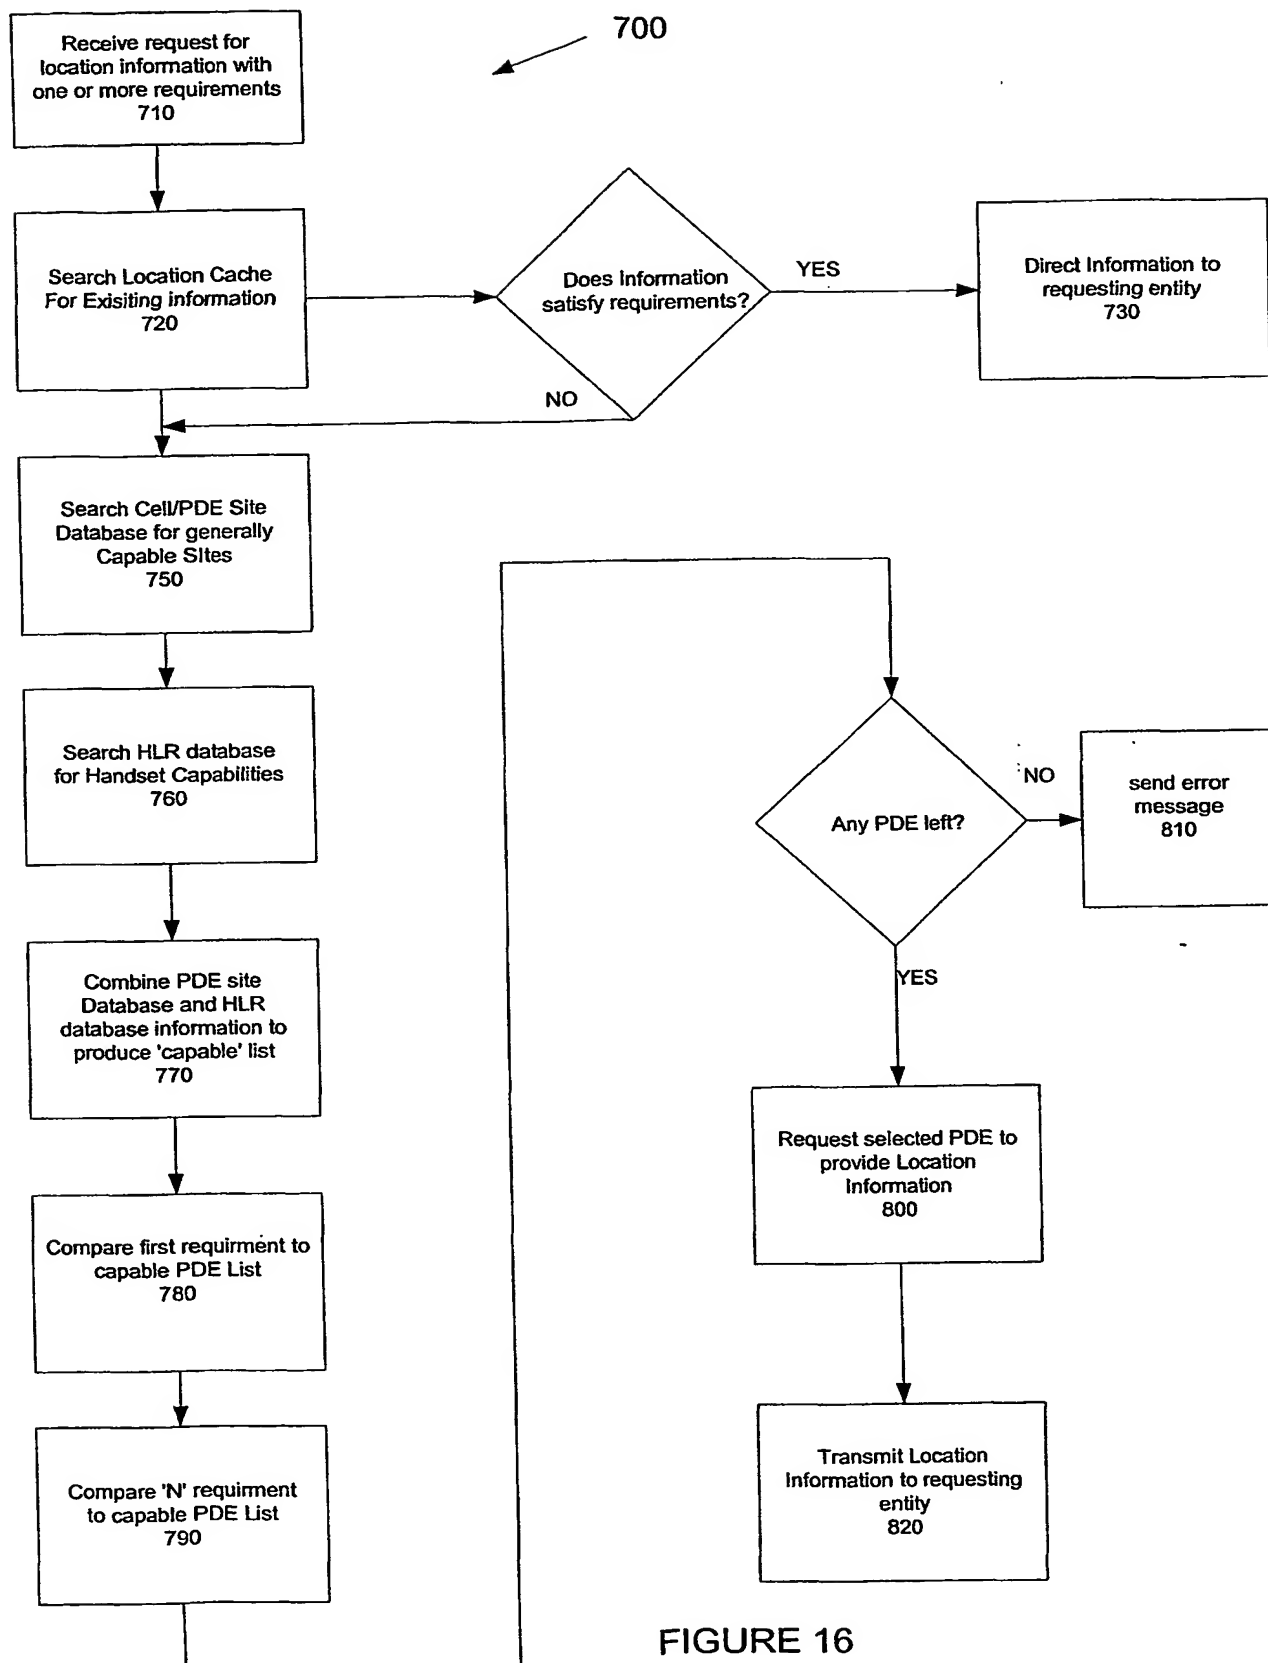 700
Receive request for
location information with
one or more requirements
710
Search Location Cache
For Exisiting information
720
Does Information
satisfy requirements?
YES
Direct Information to
requesting entity
730
NO
Search Cell/PDE Site
Database for generally
Capable Sites
750
Search HLR database
for Handset Capabilities
760
Combine PDE site
Database and HLR
database information to
produce 'capable' list
770
Compare first requirment to
capable PDE List
780
Compare 'N' requirment
to capable PDE List
790
Any PDE left?
NO
send error
message
810
YES
Request selected PDE to
provide Location
Information
800
Transmit Location
Information to requesting
entity
820
FIGURE 16